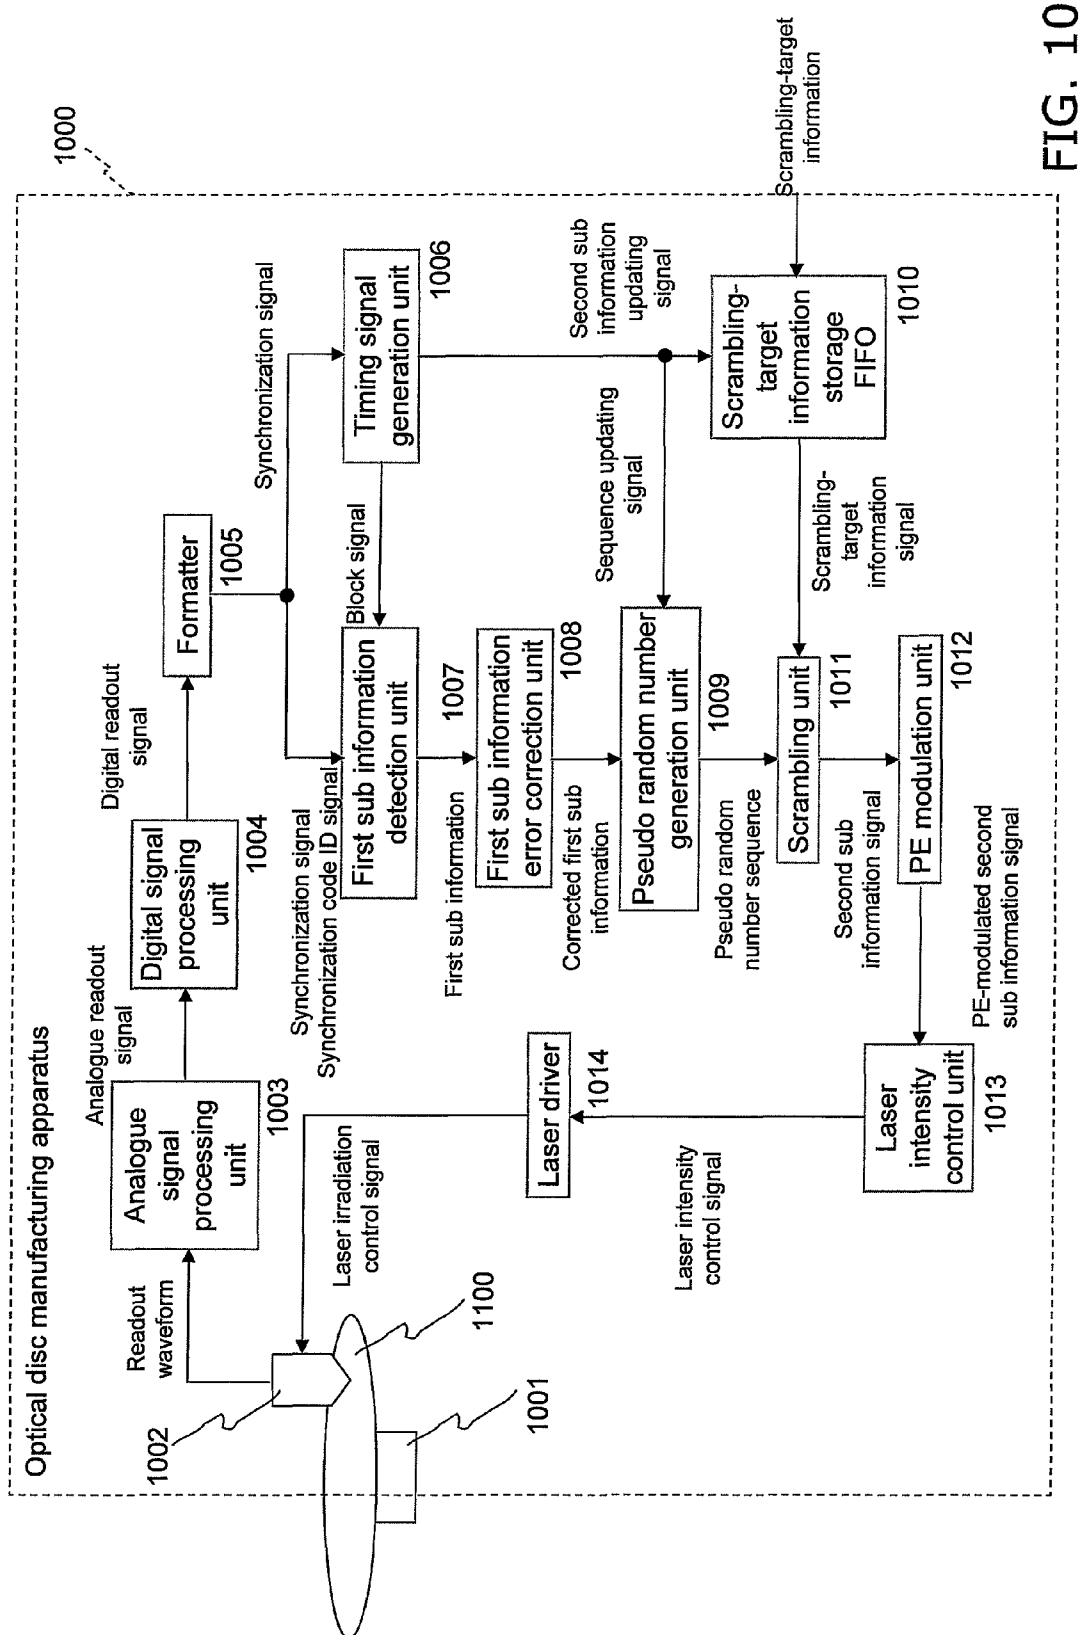 FIG. 10
Optical disc manufacturing apparatus
1000
Readout
waveform
1002
1001
1100
Analogue
signal
processing
unit
1003
Analogue readout
signal
Digital signal
processing
unit
1004
Digital readout
signal
Formatter
1005
Synchronization signal
Synchronization signal
Synchronization code ID signal
Timing signal
generation unit
1006
Block signal
First sub information
detection unit
1007
First sub information
First sub information
error correction unit
1008
Corrected first sub
information
Second sub
information
updating
signal
Sequence updating
signal
Pseudo random number
generation unit
1009
Pseudo random
number sequence
Scrambling-target
information
Scrambling-
target
information
storage
FIFO
1010
Scrambling-
target
information
signal
Scrambling unit
1011
Second sub
information signal
PE modulation unit
1012
PE-modulated second
sub information signal
Laser
intensity
control unit
1013
Laser intensity
control signal
Laser driver
1014
Laser irradiation
control signal